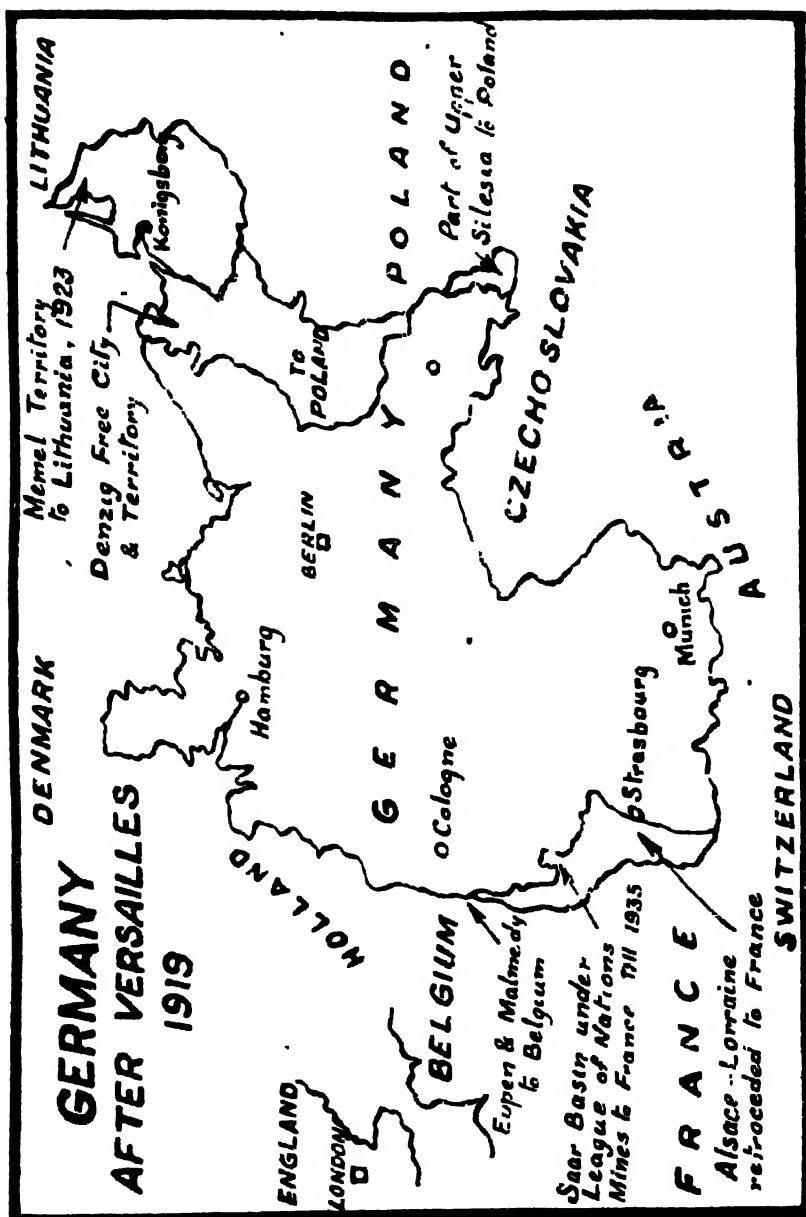 GERMANY
AFTER VERSAILLES
1919
DENMARK
Memel Territory
to Lithuania, 1923
Denzig Free City
& Territory
LITHUANIA
Konigsberg
Hamburg
BERLIN
TO
POLAND
POLAND
Part of Upper
Silesia to Poland
GERMANY
HOLLAND
Cologne
ENGLAND
LONDON
BELGIUM
Eupen & Malmedy
to Belgium
Saar Basin under
League of Nations
Mines to France Till 1935
CZECHOSLOVAKIA
Strasbourg
Munich
AUSTRIA
FRANCE
Alsace-Lorraine
retroceded to France
SWITZERLAND